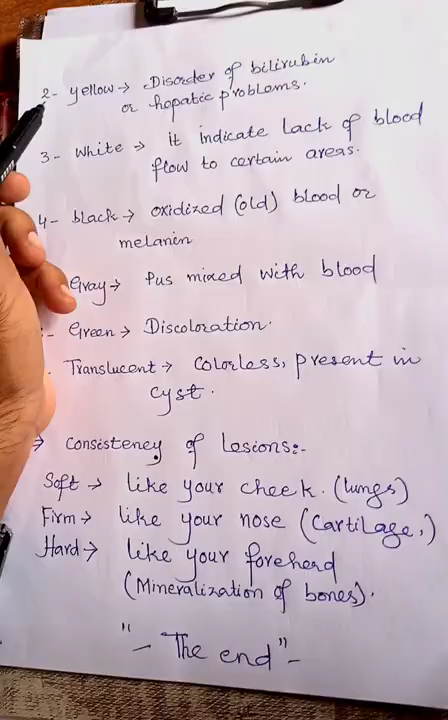 2- yellow → Disorder of bilirubin
or hopatic problems.
3- White → it indicate lack of blood
flow to certain areas.
4- black → oxidized (old) blood or
melanin
Gray → Pus mixed with blood
Green → Discoloration.
Translucent → Colorless, present in
cyst.
⇒ Consistency of lesions:-
Soft → like your cheek. (lungs)
Firm → like your nose (Cartilage,)
Hard → like your forehead
(Mineralization of bones).
"- The end"-